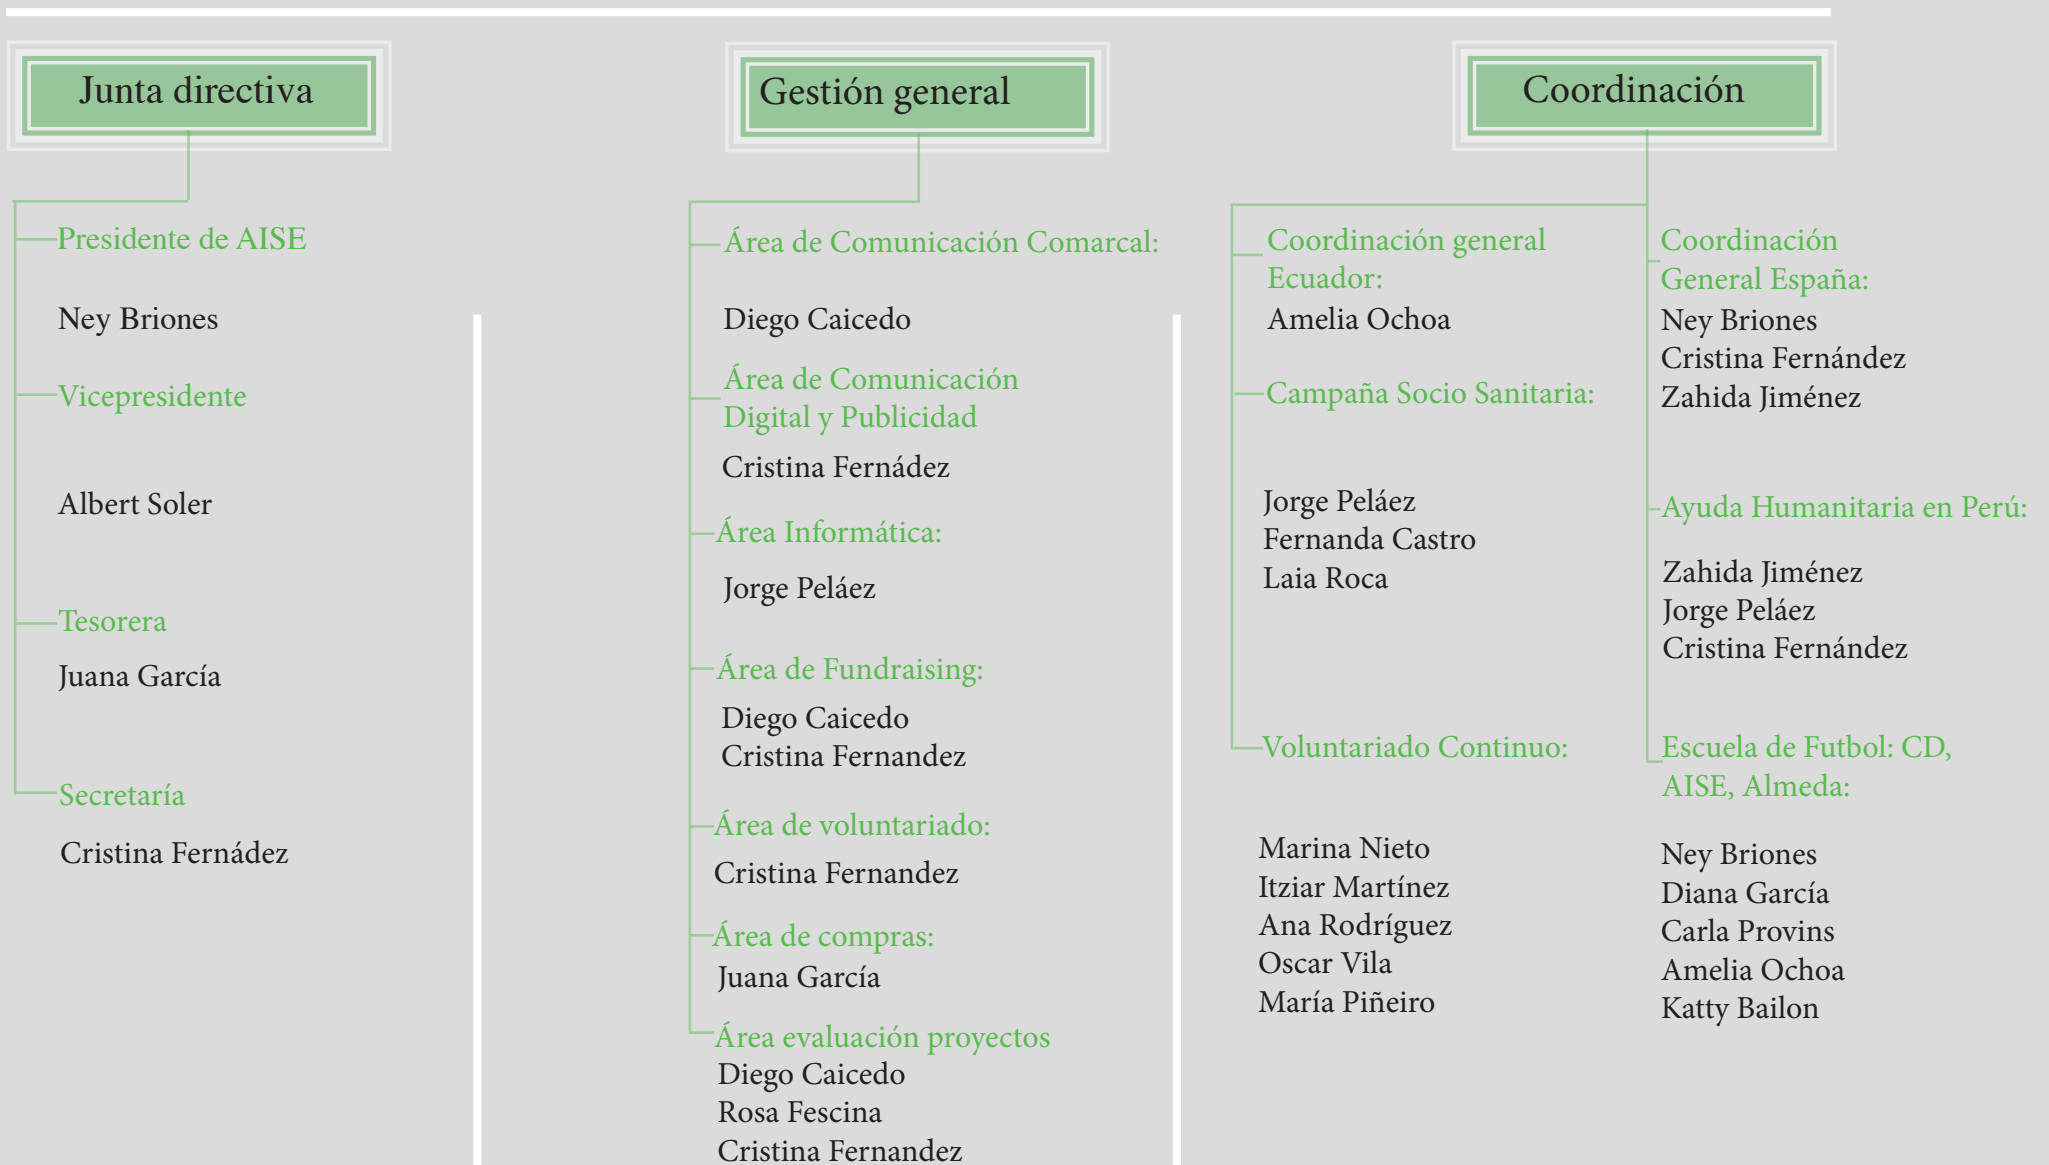 Junta directiva
Presidente de AISE
Ney Briones
Vicepresidente
Albert Soler
Tesorera
Juana García
Secretaría
Cristina Fernádez
Gestión general
Área de Comunicación Comarcal:
Diego Caicedo
Área de Comunicación
Digital y Publicidad
Cristina Fernádez
Área Informática:
Jorge Peláez
Área de Fundraising:
Diego Caicedo
Cristina Fernandez
Área de voluntariado:
Cristina Fernandez
Área de compras:
Juana García
Área evaluación proyectos
Diego Caicedo
Rosa Fescina
Cristina Fernandez
Coordinación
Coordinación general
Ecuador:
Amelia Ochoa
Campaña Socio Sanitaria:
Jorge Peláez
Fernanda Castro
Laia Roca
Voluntariado Continuo:
Marina Nieto
Itziar Martínez
Ana Rodríguez
Oscar Vila
María Piñeiro
Coordinación
General España:
Ney Briones
Cristina Fernández
Zahida Jiménez
Ayuda Humanitaria en Perú:
Zahida Jiménez
Jorge Peláez
Cristina Fernández
Escuela de Futbol: CD,
AISE, Almeda:
Ney Briones
Diana García
Carla Provins
Amelia Ochoa
Katty Bailon